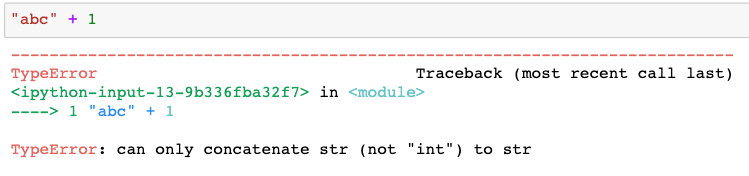 "abc" + 1
---------------------------------------------------------------------------
TypeError                                 Traceback (most recent call last)
<ipython-input-13-9b336fba32f7> in <module>
----> 1 "abc" + 1

TypeError: can only concatenate str (not "int") to str